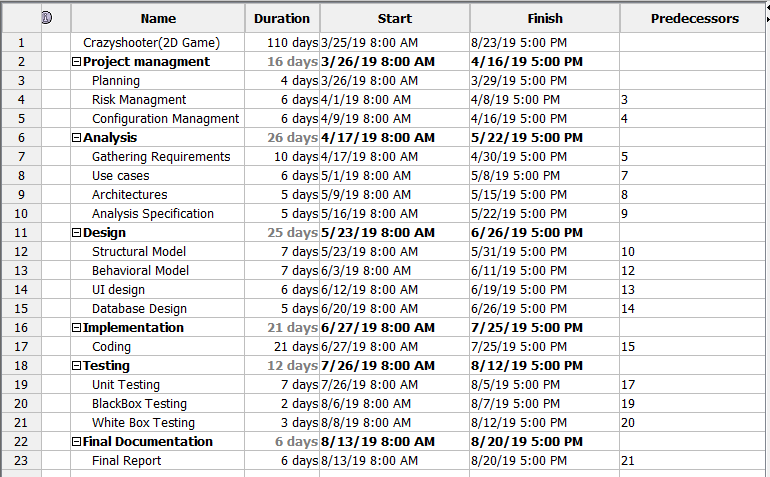 Name Duration Start Finish Predecessors
1 Crazyshooter(2D Game) 110 days 3/25/19 8:00 AM 8/23/19 5:00 PM
2 Project managment 16 days 3/26/19 8:00 AM 4/16/19 5:00 PM
3 Planning 4 days 3/26/19 8:00 AM 3/29/19 5:00 PM
4 Risk Managment 6 days 4/1/19 8:00 AM 4/8/19 5:00 PM 3
5 Configuration Managment 6 days 4/9/19 8:00 AM 4/16/19 5:00 PM 4
6 Analysis 26 days 4/17/19 8:00 AM 5/22/19 5:00 PM
7 Gathering Requirements 10 days 4/17/19 8:00 AM 4/30/19 5:00 PM 5
8 Use cases 6 days 5/1/19 8:00 AM 5/8/19 5:00 PM 7
9 Architectures 5 days 5/9/19 8:00 AM 5/15/19 5:00 PM 8
10 Analysis Specification 5 days 5/16/19 8:00 AM 5/22/19 5:00 PM 9
11 Design 25 days 5/23/19 8:00 AM 6/26/19 5:00 PM
12 Structural Model 7 days 5/23/19 8:00 AM 5/31/19 5:00 PM 10
13 Behavioral Model 7 days 6/3/19 8:00 AM 6/11/19 5:00 PM 12
14 UI design 6 days 6/12/19 8:00 AM 6/19/19 5:00 PM 13
15 Database Design 5 days 6/20/19 8:00 AM 6/26/19 5:00 PM 14
16 Implementation 21 days 6/27/19 8:00 AM 7/25/19 5:00 PM
17 Coding 21 days 6/27/19 8:00 AM 7/25/19 5:00 PM 15
18 Testing 12 days 7/26/19 8:00 AM 8/12/19 5:00 PM
19 Unit Testing 7 days 7/26/19 8:00 AM 8/5/19 5:00 PM 17
20 BlackBox Testing 2 days 8/6/19 8:00 AM 8/7/19 5:00 PM 19
21 White Box Testing 3 days 8/8/19 8:00 AM 8/12/19 5:00 PM 20
22 Final Documentation 6 days 8/13/19 8:00 AM 8/20/19 5:00 PM
23 Final Report 6 days 8/13/19 8:00 AM 8/20/19 5:00 PM 21